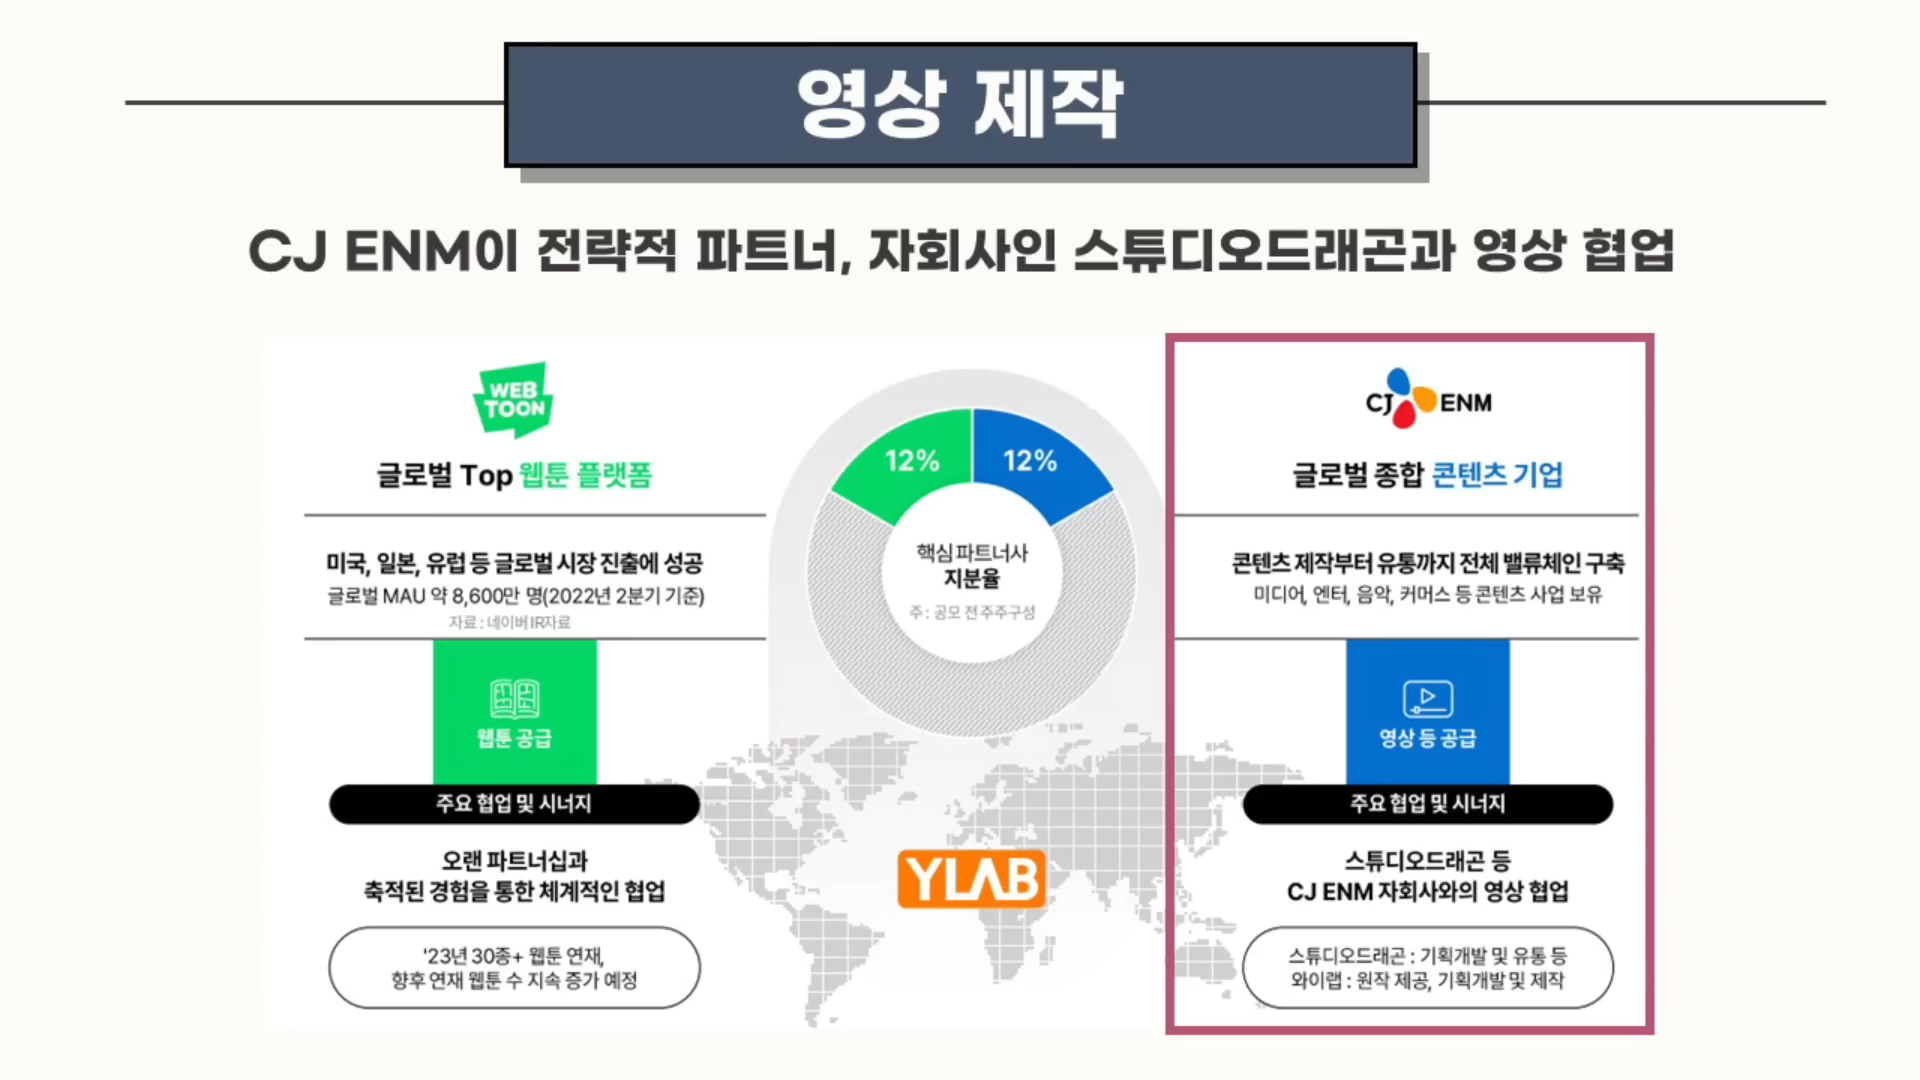 영상 제작
CJ ENM이 전략적 파트너, 자회사인 스튜디오드래곤과 영상 협업
WEB
TOON
글로벌 Top 웹툰 플랫폼
미국, 일본, 유럽 등 글로벌 시장 진출에 성공
글로벌 MAU 약 8,600만 명(2022년 2분기 기준)
자료 : 네이버 IR자료
웹툰 공급
주요 협업 및 시너지
오랜 파트너십과
축적된 경험을 통한 체계적인 협업
'23년 30종+ 웹툰 연재,
향후 연재 웹툰 수 지속 증가 예정
12% 12%
핵심 파트너사
지분율
주 : 공모 전 주주구성
YLAB
CJ ENM
글로벌 종합 콘텐츠 기업
콘텐츠 제작부터 유통까지 전체 밸류체인 구축
미디어, 엔터, 음악, 커머스 등 콘텐츠 사업 보유
영상 등 공급
주요 협업 및 시너지
스튜디오드래곤 등
CJ ENM 자회사와의 영상 협업
스튜디오드래곤 : 기획개발 및 유통 등
와이랩 : 원작 제공, 기획개발 및 제작